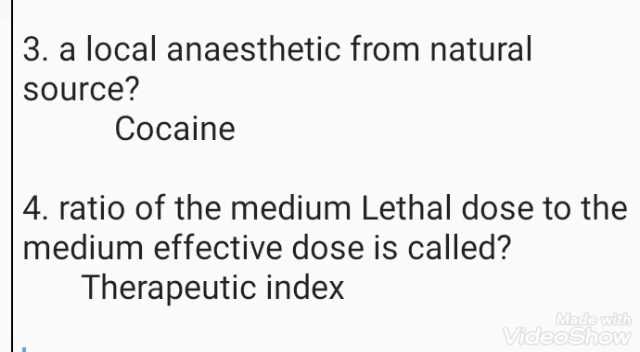 3. a local anaesthetic from natural
source?
Cocaine
4. ratio of the medium Lethal dose to the
medium effective dose is called?
Therapeutic index
Made with
VideoShow